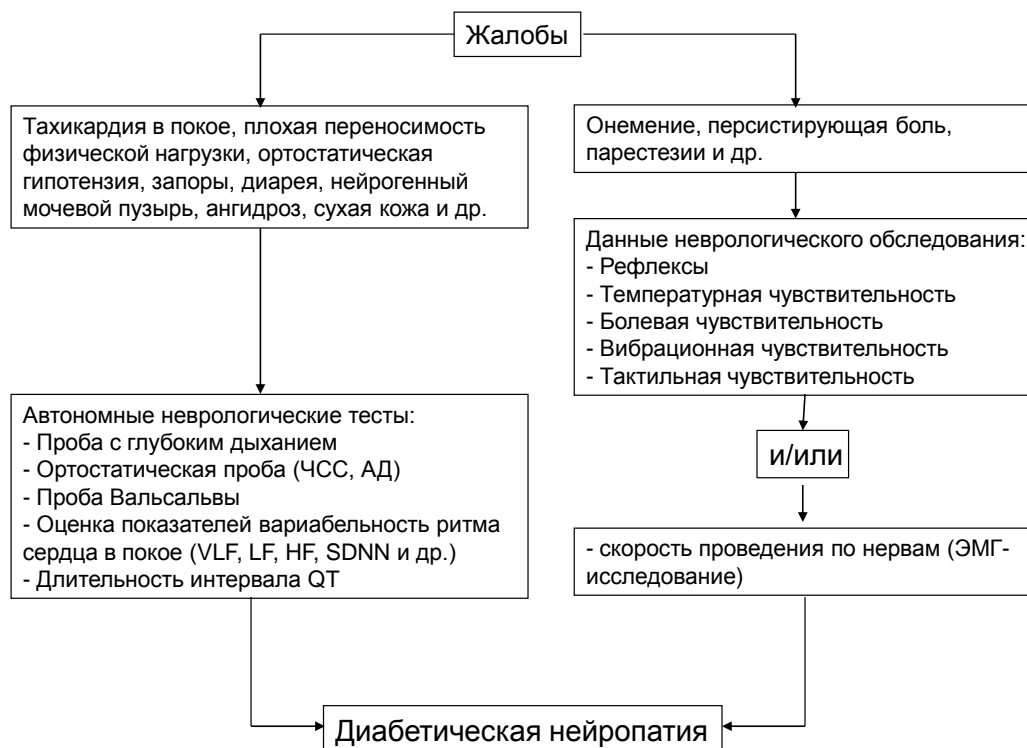 Жалобы
Тахикардия в покое, плохая переносимость
физической нагрузки, ортостатическая
гипотензия, запоры, диарея, нейрогенный
мочевой пузырь, ангидроз, сухая кожа и др.
Онемение, персистирующая боль,
парестезии и др.
Данные неврологического обследования:
- Рефлексы
- Температурная чувствительность
- Болевая чувствительность
- Вибрационная чувствительность
- Тактильная чувствительность
Автономные неврологические тесты:
- Проба с глубоким дыханием
- Ортостатическая проба (ЧСС, АД)
- Проба Вальсальвы
- Оценка показателей вариабельность ритма
сердца в покое (VLF, LF, HF, SDNN и др.)
- Длительность интервала QT
и/или
- скорость проведения по нервам (ЭМГ-
исследование)
Диабетическая нейропатия